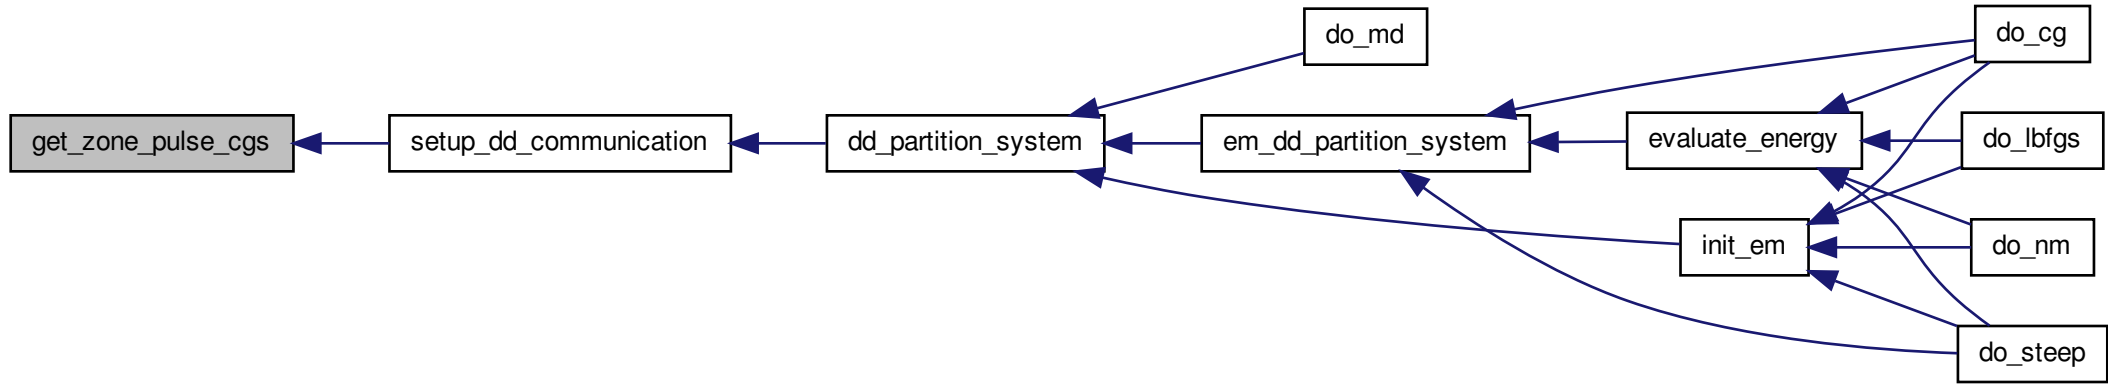 get_zone_pulse_cgs
setup_dd_communication
dd_partition_system
do_md
em_dd_partition_system
evaluate_energy
init_em
do_cg
do_lbfgs
do_nm
do_steep